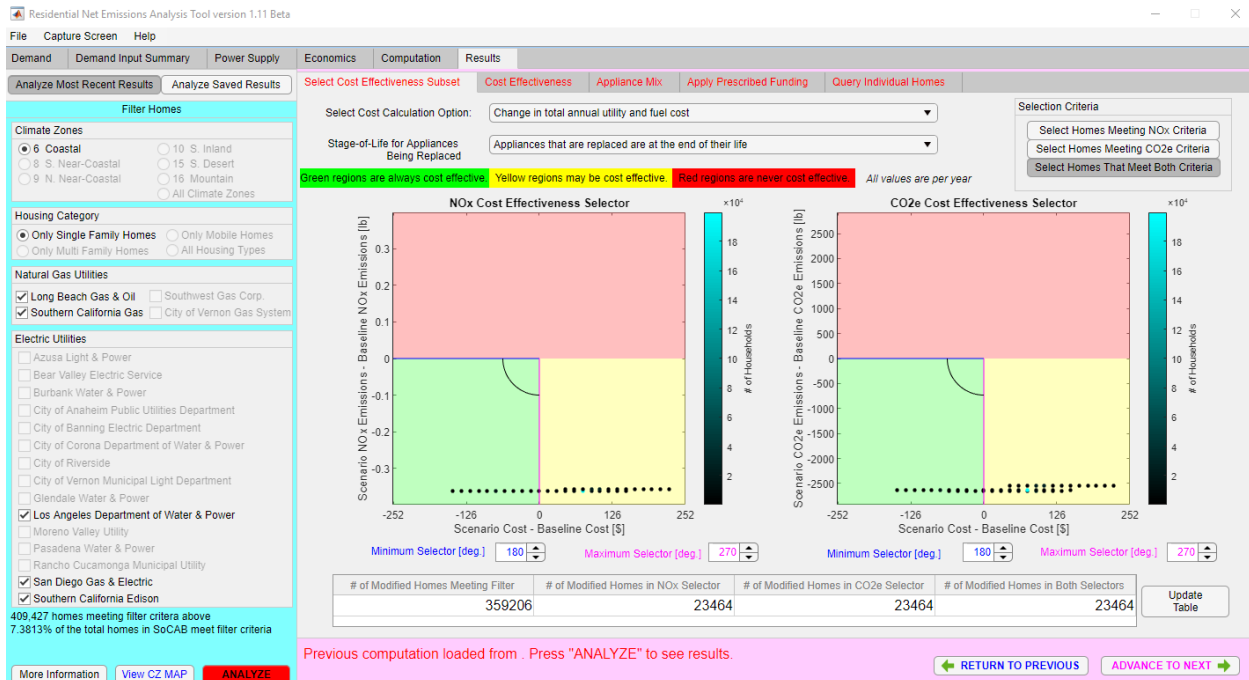 Residential Net Emissions Analysis Tool version 1.11 Beta
File Capture Screen Help
Demand Demand Input Summary Power Supply Economics Computation Results
Analyze Most Recent Results Analyze Saved Results
Filter Homes
Climate Zones
6 Coastal 10 S. Inland
8 S. Near-Coastal 15 S. Desert
9 N. Near-Coastal 16 Mountain
All Climate Zones
Housing Category
Only Single Family Homes Only Mobile Homes
Only Multi Family Homes All Housing Types
Natural Gas Utilities
Long Beach Gas & Oil Southwest Gas Corp.
Southern California Gas City of Vernon Gas System
Electric Utilities
Azusa Light & Power
Bear Valley Electric Service
Burbank Water & Power
City of Anaheim Public Utilities Department
City of Banning Electric Department
City of Corona Department of Water & Power
City of Riverside
City of Vernon Municipal Light Department
Glendale Water & Power
Los Angeles Department of Water & Power
Moreno Valley Utility
Pasadena Water & Power
Rancho Cucamonga Municipal Utility
San Diego Gas & Electric
Southern California Edison
409,427 homes meeting filter critera above
7.3813% of the total homes in SoCAB meet filter criteria
More Information View CZ MAP ANALYZE
Select Cost Effectiveness Subset Cost Effectiveness Appliance Mix Apply Prescribed Funding Query Individual Homes
Select Cost Calculation Option: Change in total annual utility and fuel cost
Stage-of-Life for Appliances
Being Replaced
Appliances that are replaced are at the end of their life
Selection Criteria
Select Homes Meeting NOx Criteria
Select Homes Meeting CO2e Criteria
Select Homes That Meet Both Criteria
Green regions are always cost effective. Yellow regions may be cost effective. Red regions are never cost effective. All values are per year
NOx Cost Effectiveness Selector
Scenario NOx Emissions - Baseline NOx Emissions [lb]
0.3
0.2
0.1
0
-0.1
-0.2
-0.3
-252 -126 0 126 252
Scenario Cost - Baseline Cost [$]
×10⁴
18
16
14
12
10
8
6
4
2
# of Households
CO2e Cost Effectiveness Selector
Scenario CO2e Emissions - Baseline CO2e Emissions [lb]
2500
2000
1500
1000
500
0
-500
-1000
-1500
-2000
-2500
-252 -126 0 126 252
Scenario Cost - Baseline Cost [$]
×10⁴
18
16
14
12
10
8
6
4
2
# of Households
Minimum Selector [deg.] 180 Maximum Selector [deg.] 270
Minimum Selector [deg.] 180 Maximum Selector [deg.] 270
# of Modified Homes Meeting Filter # of Modified Homes in NOx Selector # of Modified Homes in CO2e Selector # of Modified Homes in Both Selectors
359206 23464 23464 23464
Update
Table
Previous computation loaded from . Press "ANALYZE" to see results.
RETURN TO PREVIOUS ADVANCE TO NEXT